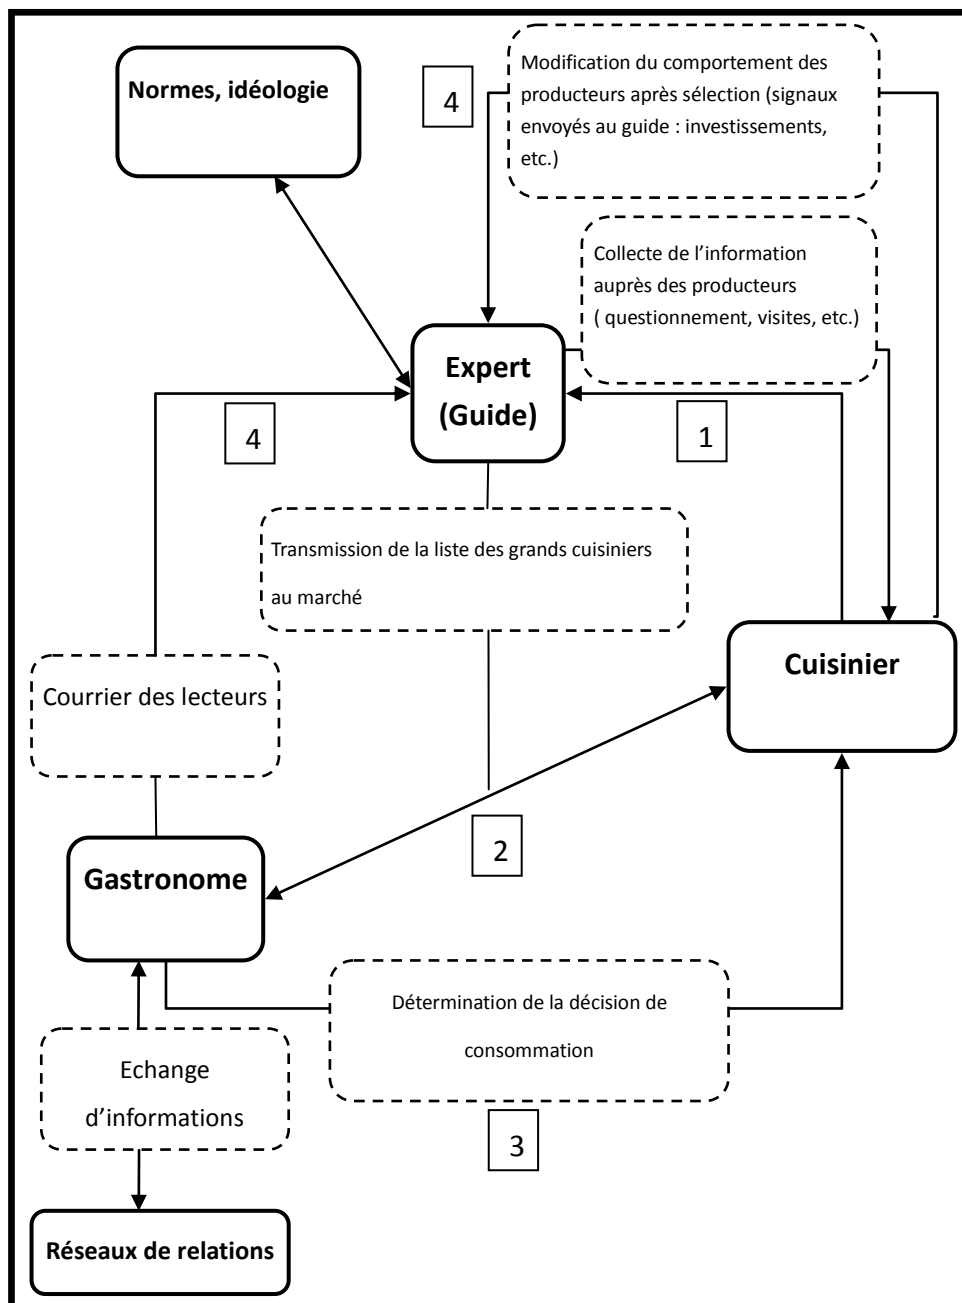 Normes, idéologie
4
Modification du comportement des
producteurs après sélection (signaux
envoyés au guide : investissements,
etc.)
Collecte de l'information
auprès des producteurs
( questionnement, visites, etc.)
Expert
(Guide)
4
1
Transmission de la liste des grands cuisiniers
au marché
Cuisinier
Courrier des lecteurs
2
Gastronome
Détermination de la décision de
consommation
Echange
d'informations
3
Réseaux de relations